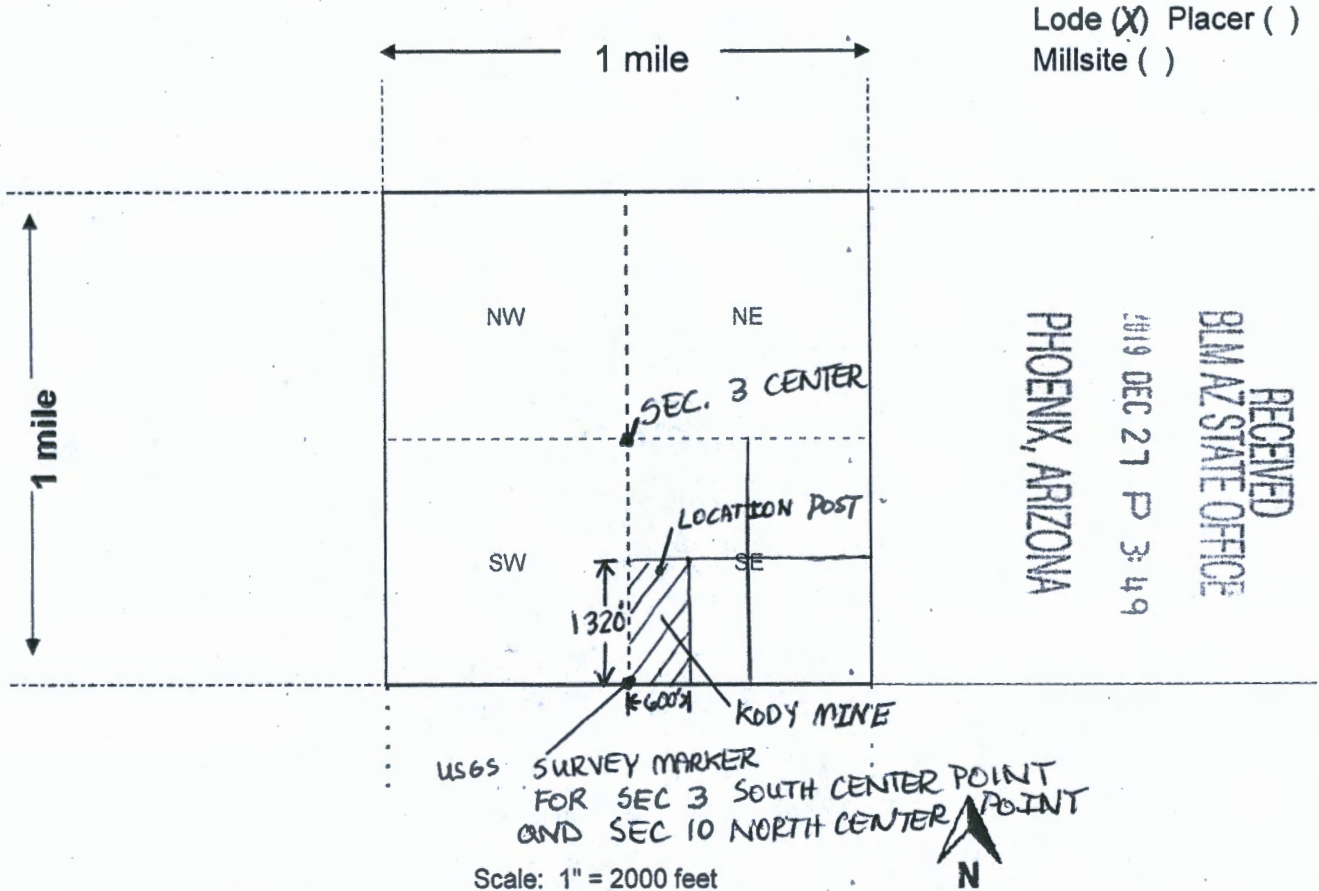 Lode (X) Placer ( )
Millsite ( )
1 mile
1 mile
NW
NE
SEC. 3 CENTER
LOCATION POST
SW
SE
1320'
600'
KODY MINE
USGS SURVEY MARKER
FOR SEC 3 SOUTH CENTER POINT
AND SEC 10 NORTH CENTER POINT
Scale: 1" = 2000 feet
N
RECEIVED
BLM AZ STATE OFFICE
2019 DEC 27 P 3:49
PHOENIX, ARIZONA